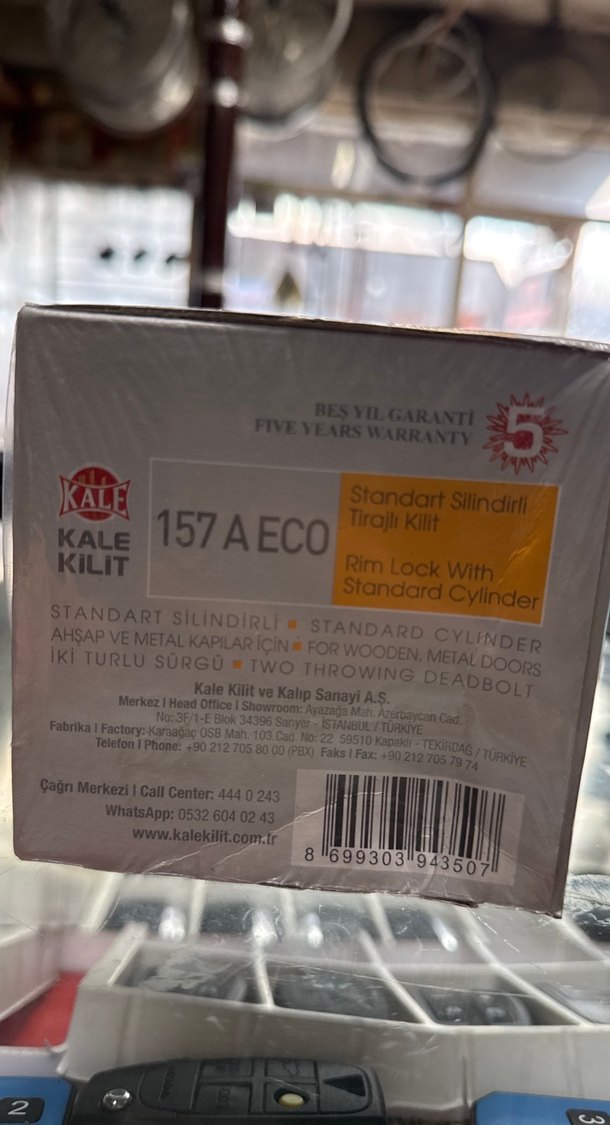 BEŞ YIL GARANTİ
FIVE YEARS WARRANTY
5
KALE
KALE
KİLİT
157 A ECO
Standart Silindirli
Tirajlı Kilit
Rim Lock With
Standard Cylinder
STANDART SİLİNDİRLİ ▪ STANDARD CYLINDER
AHŞAP VE METAL KAPILAR İÇİN ▪ FOR WOODEN, METAL DOORS
İKİ TURLU SÜRGÜ ▪ TWO THROWING DEADBOLT
Kale Kilit ve Kalıp Sanayi A.Ş.
Merkez | Head Office | Showroom: Ayazağa Mah. Azerbaycan Cad.
No: 3F/1-E Blok 34396 Sarıyer - İSTANBUL / TÜRKİYE
Fabrika | Factory: Karaağaç OSB Mah. 103.Cad. No: 22 59510 Kapaklı - TEKİRDAĞ / TÜRKİYE
Telefon | Phone: +90 212 705 80 00 (PBX) Faks | Fax: +90 212 705 79 74
Çağrı Merkezi | Call Center: 444 0 243
WhatsApp: 0532 604 02 43
www.kalekilit.com.tr
8 699303 943507
2
3